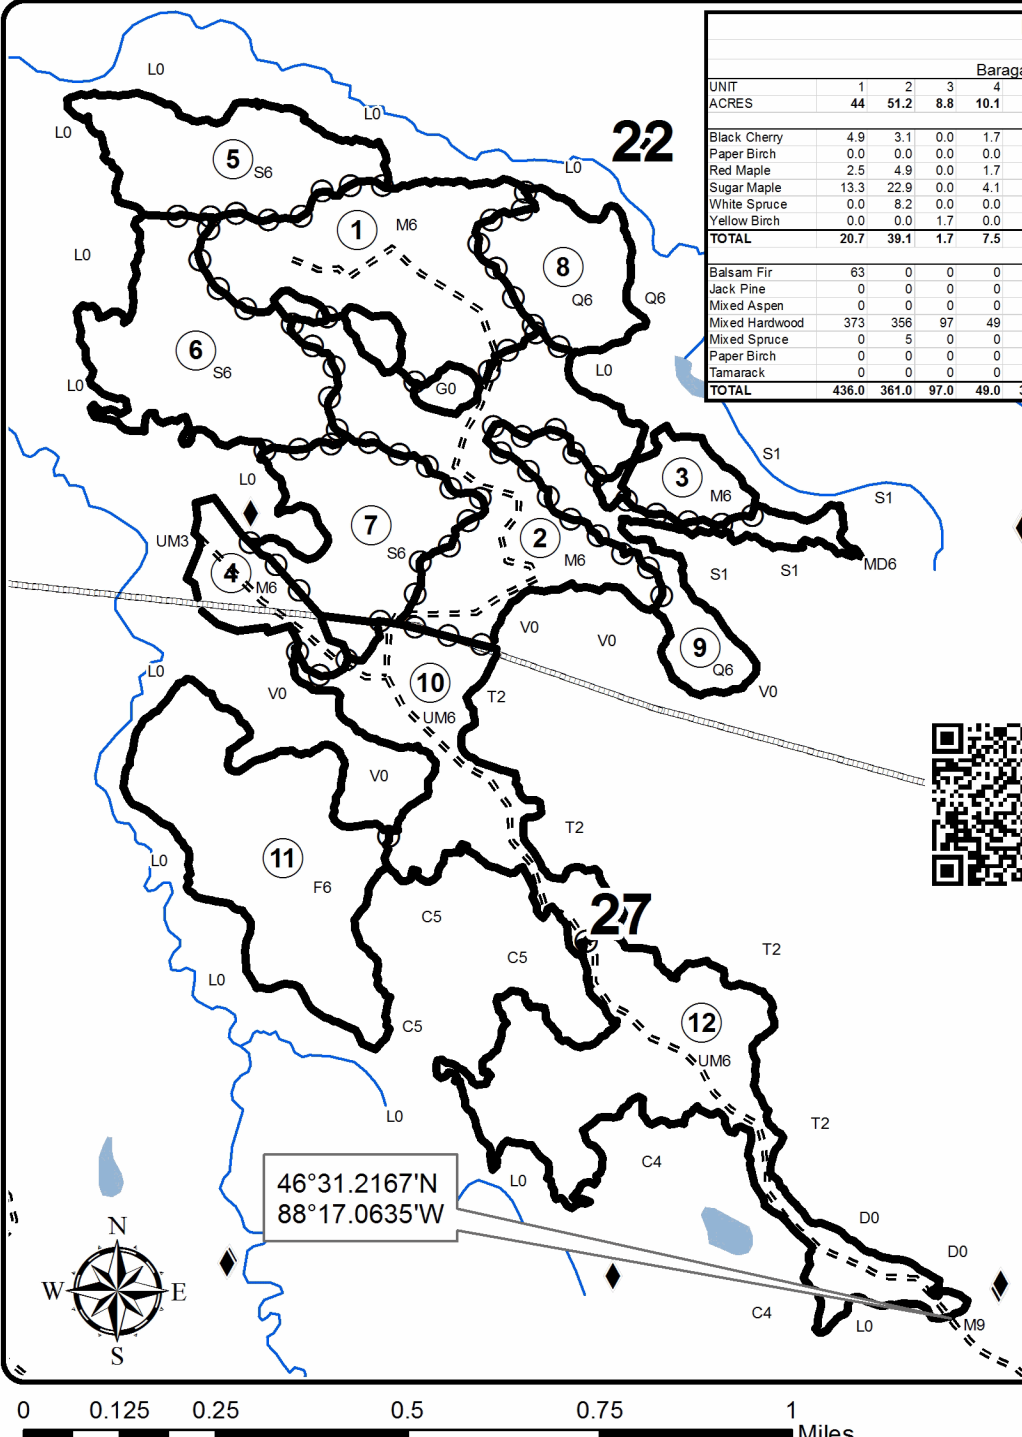 Baraga
UNIT 1 2 3 4
ACRES 44 51.2 8.8 10.1
Black Cherry 4.9 3.1 0.0 1.7
Paper Birch 0.0 0.0 0.0 0.0
Red Maple 2.5 4.9 0.0 1.7
Sugar Maple 13.3 22.9 0.0 4.1
White Spruce 0.0 8.2 0.0 0.0
Yellow Birch 0.0 0.0 1.7 0.0
TOTAL 20.7 39.1 1.7 7.5
Balsam Fir 63 0 0 0
Jack Pine 0 0 0 0
Mixed Aspen 0 0 0 0
Mixed Hardwood 373 356 97 49
Mixed Spruce 0 5 0 0
Paper Birch 0 0 0 0
Tamarack 0 0 0 0
TOTAL 436.0 361.0 97.0 49.0
L0
L0
L0
22
5
S6
L0
1
M6
L0
8
Q6
Q6
6
S6
L0
L0
G0
S1
3
M6
S1
L0
7
S6
2
M6
UM3
4
M6
S1
S1
MD6
V0
V0
9
Q6
V0
L0
V0
10
UM6
T2
V0
T2
11
F6
L0
C5
27
C5
T2
L0
C5
12
UM6
L0
T2
C4
L0
46°31.2167'N
88°17.0635'W
D0
D0
C4
L0
M9
N
W E
S
0 0.125 0.25 0.5 0.75 1
Miles